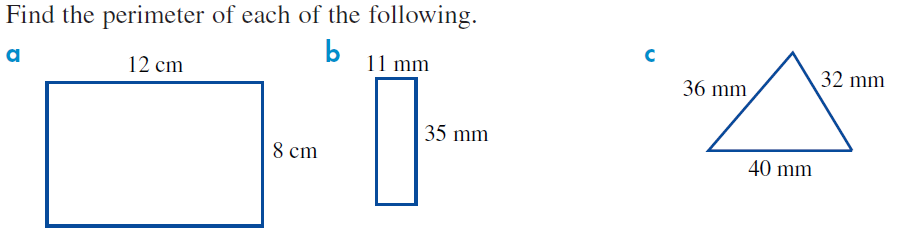 Find the perimeter of each of the following.
a
12 cm
8 cm
b
11 mm
35 mm
c
36 mm
32 mm
40 mm